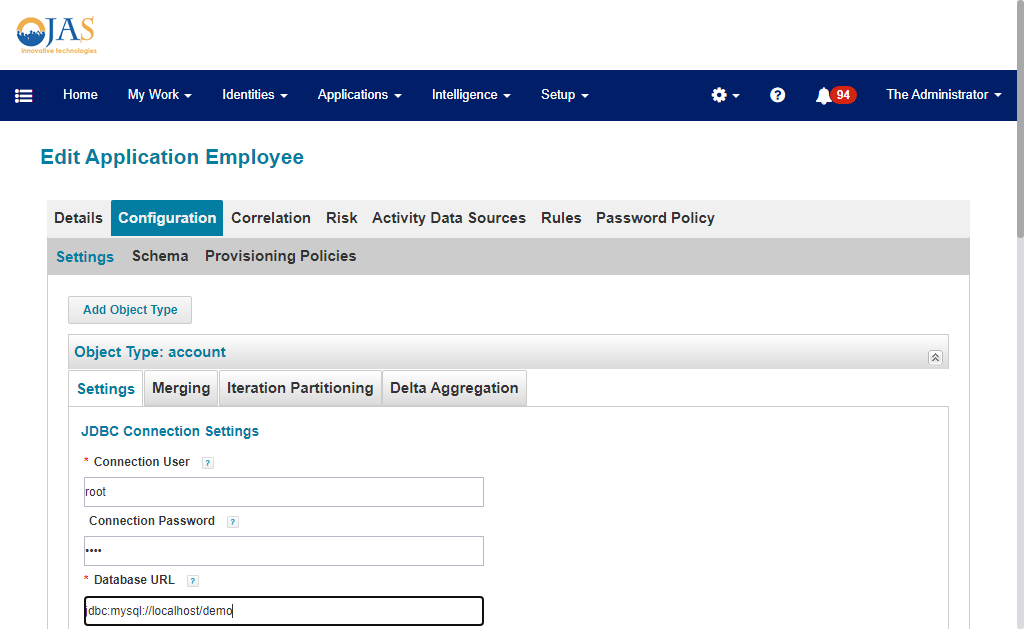 OJAS
innovative technologies
Home My Work Identities Applications Intelligence Setup ? 94 The Administrator
Edit Application Employee
Details Configuration Correlation Risk Activity Data Sources Rules Password Policy
Settings Schema Provisioning Policies
Add Object Type
Object Type: account
Settings Merging Iteration Partitioning Delta Aggregation
JDBC Connection Settings
* Connection User ?
root
Connection Password ?
••••
* Database URL ?
jdbc:mysql://localhost/demo